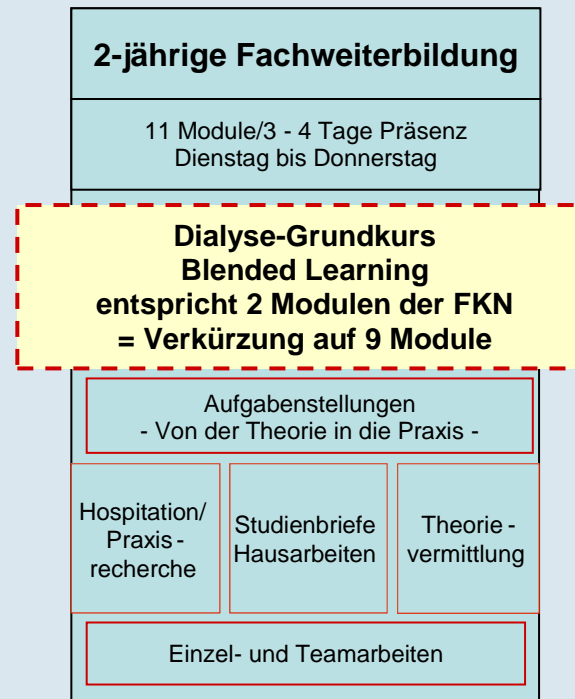 2-jährige Fachweiterbildung
11 Module/3 - 4 Tage Präsenz
Dienstag bis Donnerstag
Dialyse-Grundkurs
Blended Learning
entspricht 2 Modulen der FKN
= Verkürzung auf 9 Module
Aufgabenstellungen
- Von der Theorie in die Praxis -
Hospitation/
Praxis -
recherche
Studienbriefe
Hausarbeiten
Theorie -
vermittlung
Einzel- und Teamarbeiten